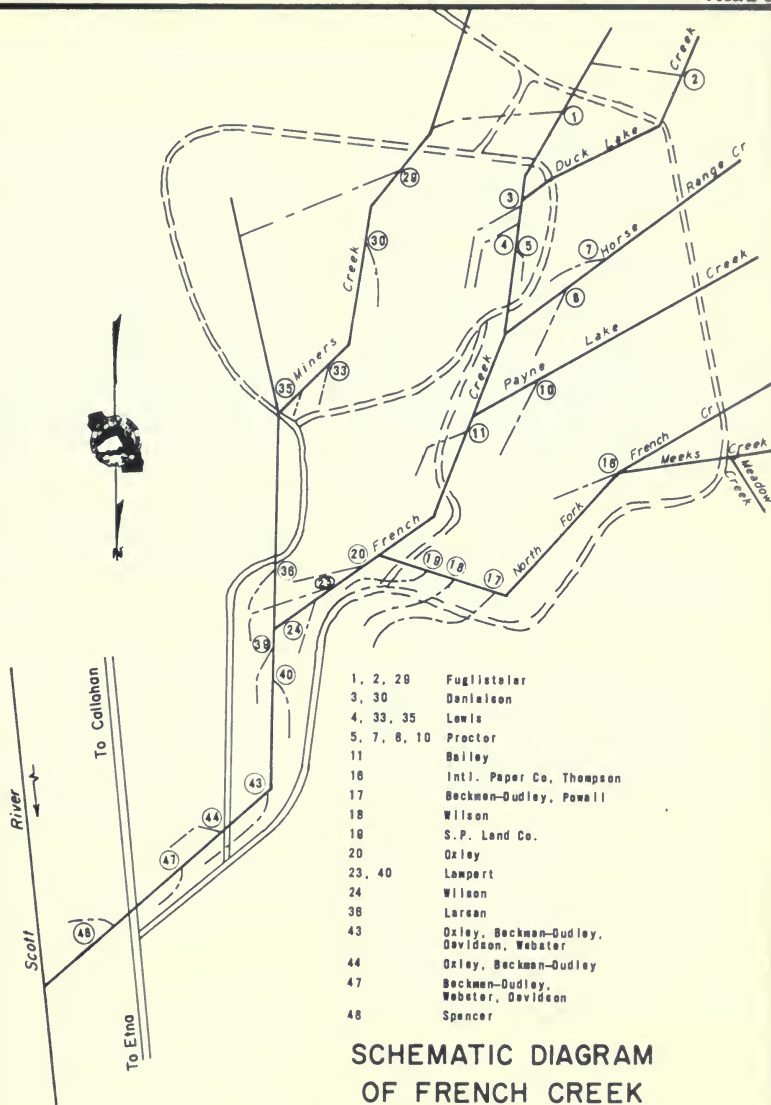 Creek
2
1
Duck Lake
Range Cr
29
3
30
4
5
7
Horse
Creek
8
Creek
Lake
Miners
33
35
Payne
10
Creek
11
French
Cr
16
Meeks
Creek
Meadow
Creek
Fork
North
French
20
19
18
17
36
23
24
39
40
To Callahan
43
44
47
River
48
Scott
To Etna
1, 2, 29 Fuglistaler
3, 30 Danielson
4, 33, 35 Lewis
5, 7, 8, 10 Proctor
11 Bailey
16 Intl. Paper Co, Thompson
17 Beckman-Dudley, Powell
18 Wilson
19 S.P. Land Co.
20 Oxley
23, 40 Lampert
24 Wilson
36 Larsen
43 Oxley, Beckman-Dudley,
Davidson, Webster
44 Oxley, Beckman-Dudley
47 Beckman-Dudley,
Webster, Davidson
48 Spencer
SCHEMATIC DIAGRAM
OF FRENCH CREEK